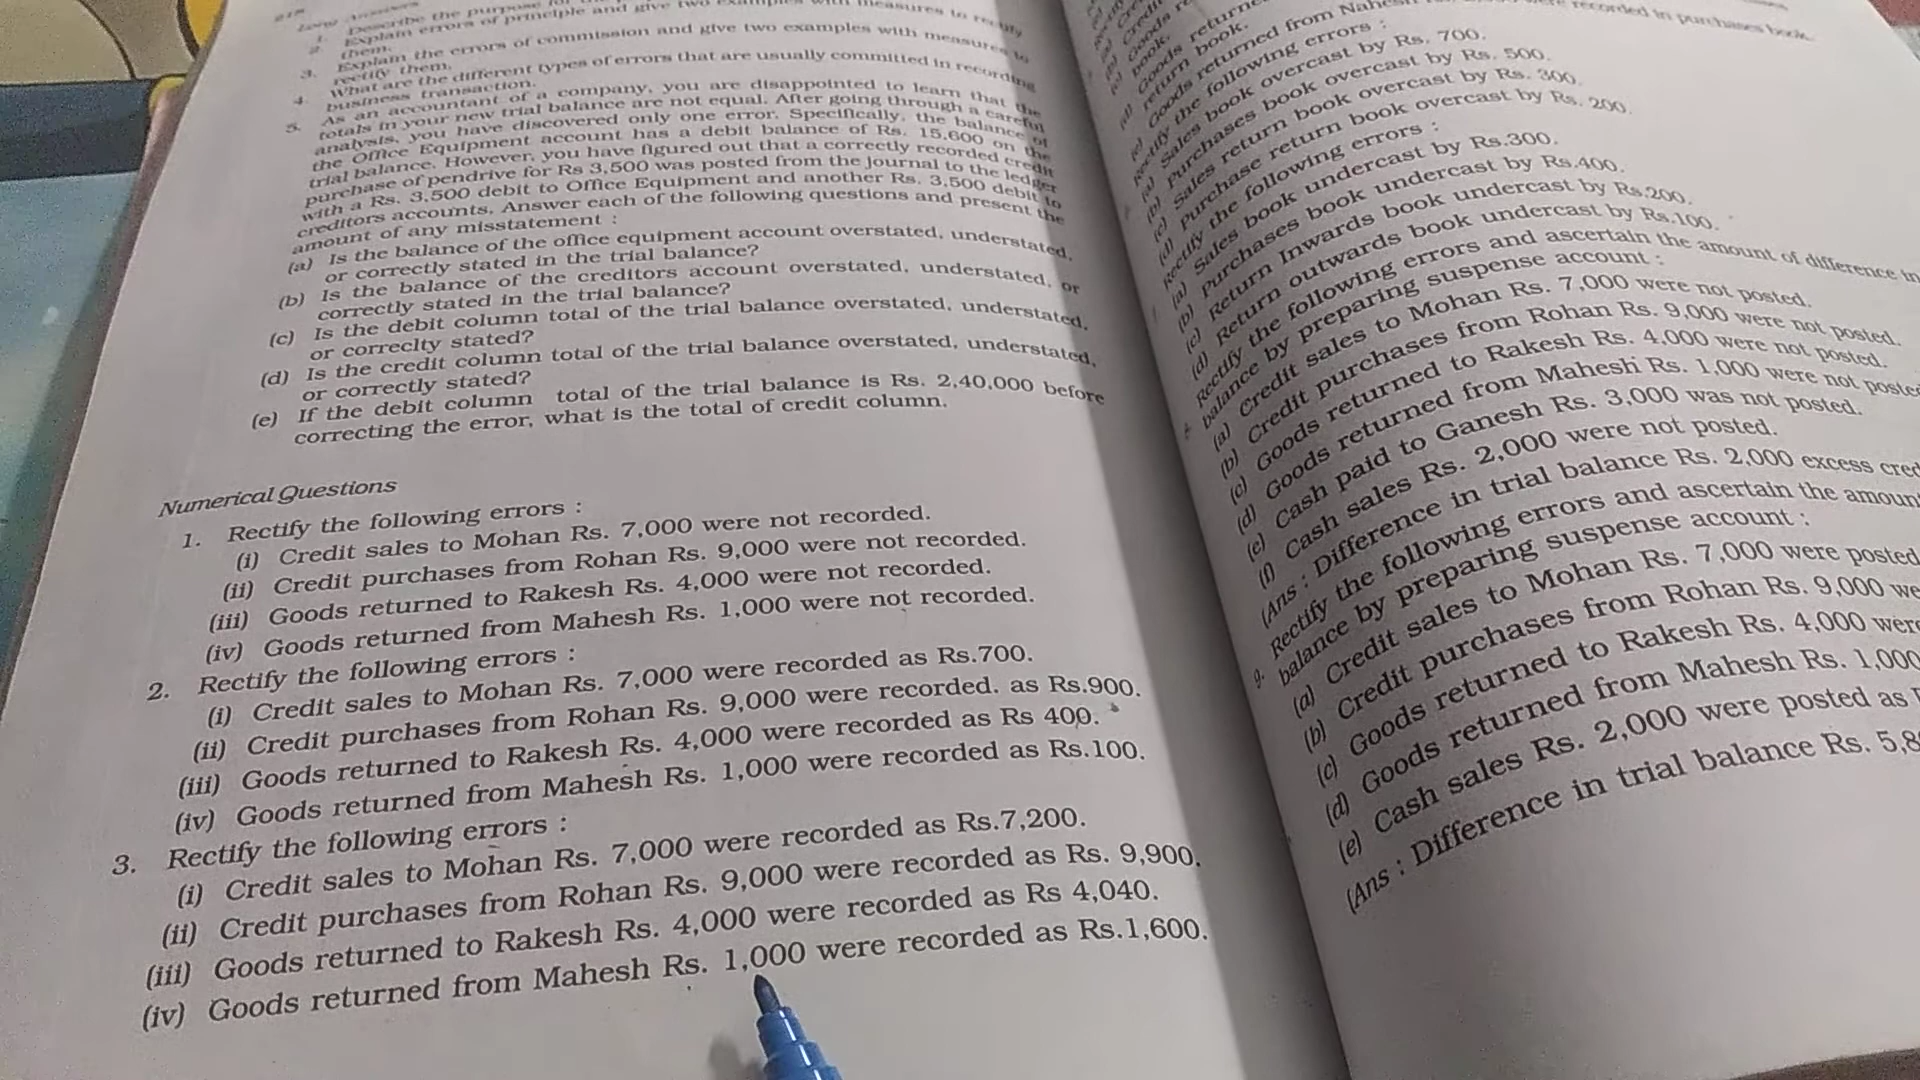 Explain errors of principle and give two examples with measures to rectify
them.
3. Explain the errors of commission and give two examples with measures to
rectify them.
4. What are the different types of errors that are usually committed in recording
business transaction.
5. As an accountant of a company, you are disappointed to learn that the
totals in your new trial balance are not equal. After going through a careful
analysis, you have discovered only one error. Specifically, the balance of
the Office Equipment account has a debit balance of Rs. 15,600 on the
trial balance. However, you have figured out that a correctly recorded credit
purchase of pendrive for Rs 3,500 was posted from the journal to the ledger
with a Rs. 3,500 debit to Office Equipment and another Rs. 3,500 debit to
creditors accounts. Answer each of the following questions and present the
amount of any misstatement :
(a) Is the balance of the office equipment account overstated, understated,
or correctly stated in the trial balance?
(b) Is the balance of the creditors account overstated, understated, or
correctly stated in the trial balance?
(c) Is the debit column total of the trial balance overstated, understated,
or correclty stated?
(d) Is the credit column total of the trial balance overstated, understated,
or correctly stated?
(e) If the debit column total of the trial balance is Rs. 2,40,000 before
correcting the error, what is the total of credit column.
Numerical Questions
1. Rectify the following errors :
(i) Credit sales to Mohan Rs. 7,000 were not recorded.
(ii) Credit purchases from Rohan Rs. 9,000 were not recorded.
(iii) Goods returned to Rakesh Rs. 4,000 were not recorded.
(iv) Goods returned from Mahesh Rs. 1,000 were not recorded.
2. Rectify the following errors :
(i) Credit sales to Mohan Rs. 7,000 were recorded as Rs.700.
(ii) Credit purchases from Rohan Rs. 9,000 were recorded. as Rs.900.
(iii) Goods returned to Rakesh Rs. 4,000 were recorded as Rs 400.
(iv) Goods returned from Mahesh Rs. 1,000 were recorded as Rs.100.
3. Rectify the following errors :
(i) Credit sales to Mohan Rs. 7,000 were recorded as Rs.7,200.
(ii) Credit purchases from Rohan Rs. 9,000 were recorded as Rs. 9,900.
(iii) Goods returned to Rakesh Rs. 4,000 were recorded as Rs 4,040.
(iv) Goods returned from Mahesh Rs. 1,000 were recorded as Rs.1,600.
return book.
Goods returned from recorded in purchases book.
Rectify the following errors :
(a) Sales book overcast by Rs. 700.
(b) Purchases book overcast by Rs. 500.
(c) Sales return book overcast by Rs. 300.
(d) Purchase return book overcast by Rs. 200.
Rectify the following errors :
(a) Sales book undercast by Rs.300.
(b) Purchases book undercast by Rs.400.
(c) Return Inwards book undercast by Rs.200.
(d) Return outwards book undercast by Rs.100.
Rectify the following errors and ascertain the amount of difference in
balance by preparing suspense account :
(a) Credit sales to Mohan Rs. 7,000 were not posted.
(b) Credit purchases from Rohan Rs. 9,000 were not posted.
(c) Goods returned to Rakesh Rs. 4,000 were not posted.
(d) Goods returned from Mahesh Rs. 1,000 were not posted
(e) Cash paid to Ganesh Rs. 3,000 was not posted.
(f) Cash sales Rs. 2,000 were not posted.
(Ans : Difference in trial balance Rs. 2,000 excess
9. Rectify the following errors and ascertain the amount
balance by preparing suspense account :
(a) Credit sales to Mohan Rs. 7,000 were posted
(b) Credit purchases from Rohan Rs. 9,000
(c) Goods returned to Rakesh Rs. 4,000 were
(d) Goods returned from Mahesh Rs. 1,000
(e) Cash sales Rs. 2,000 were posted as
(Ans : Difference in trial balance Rs.